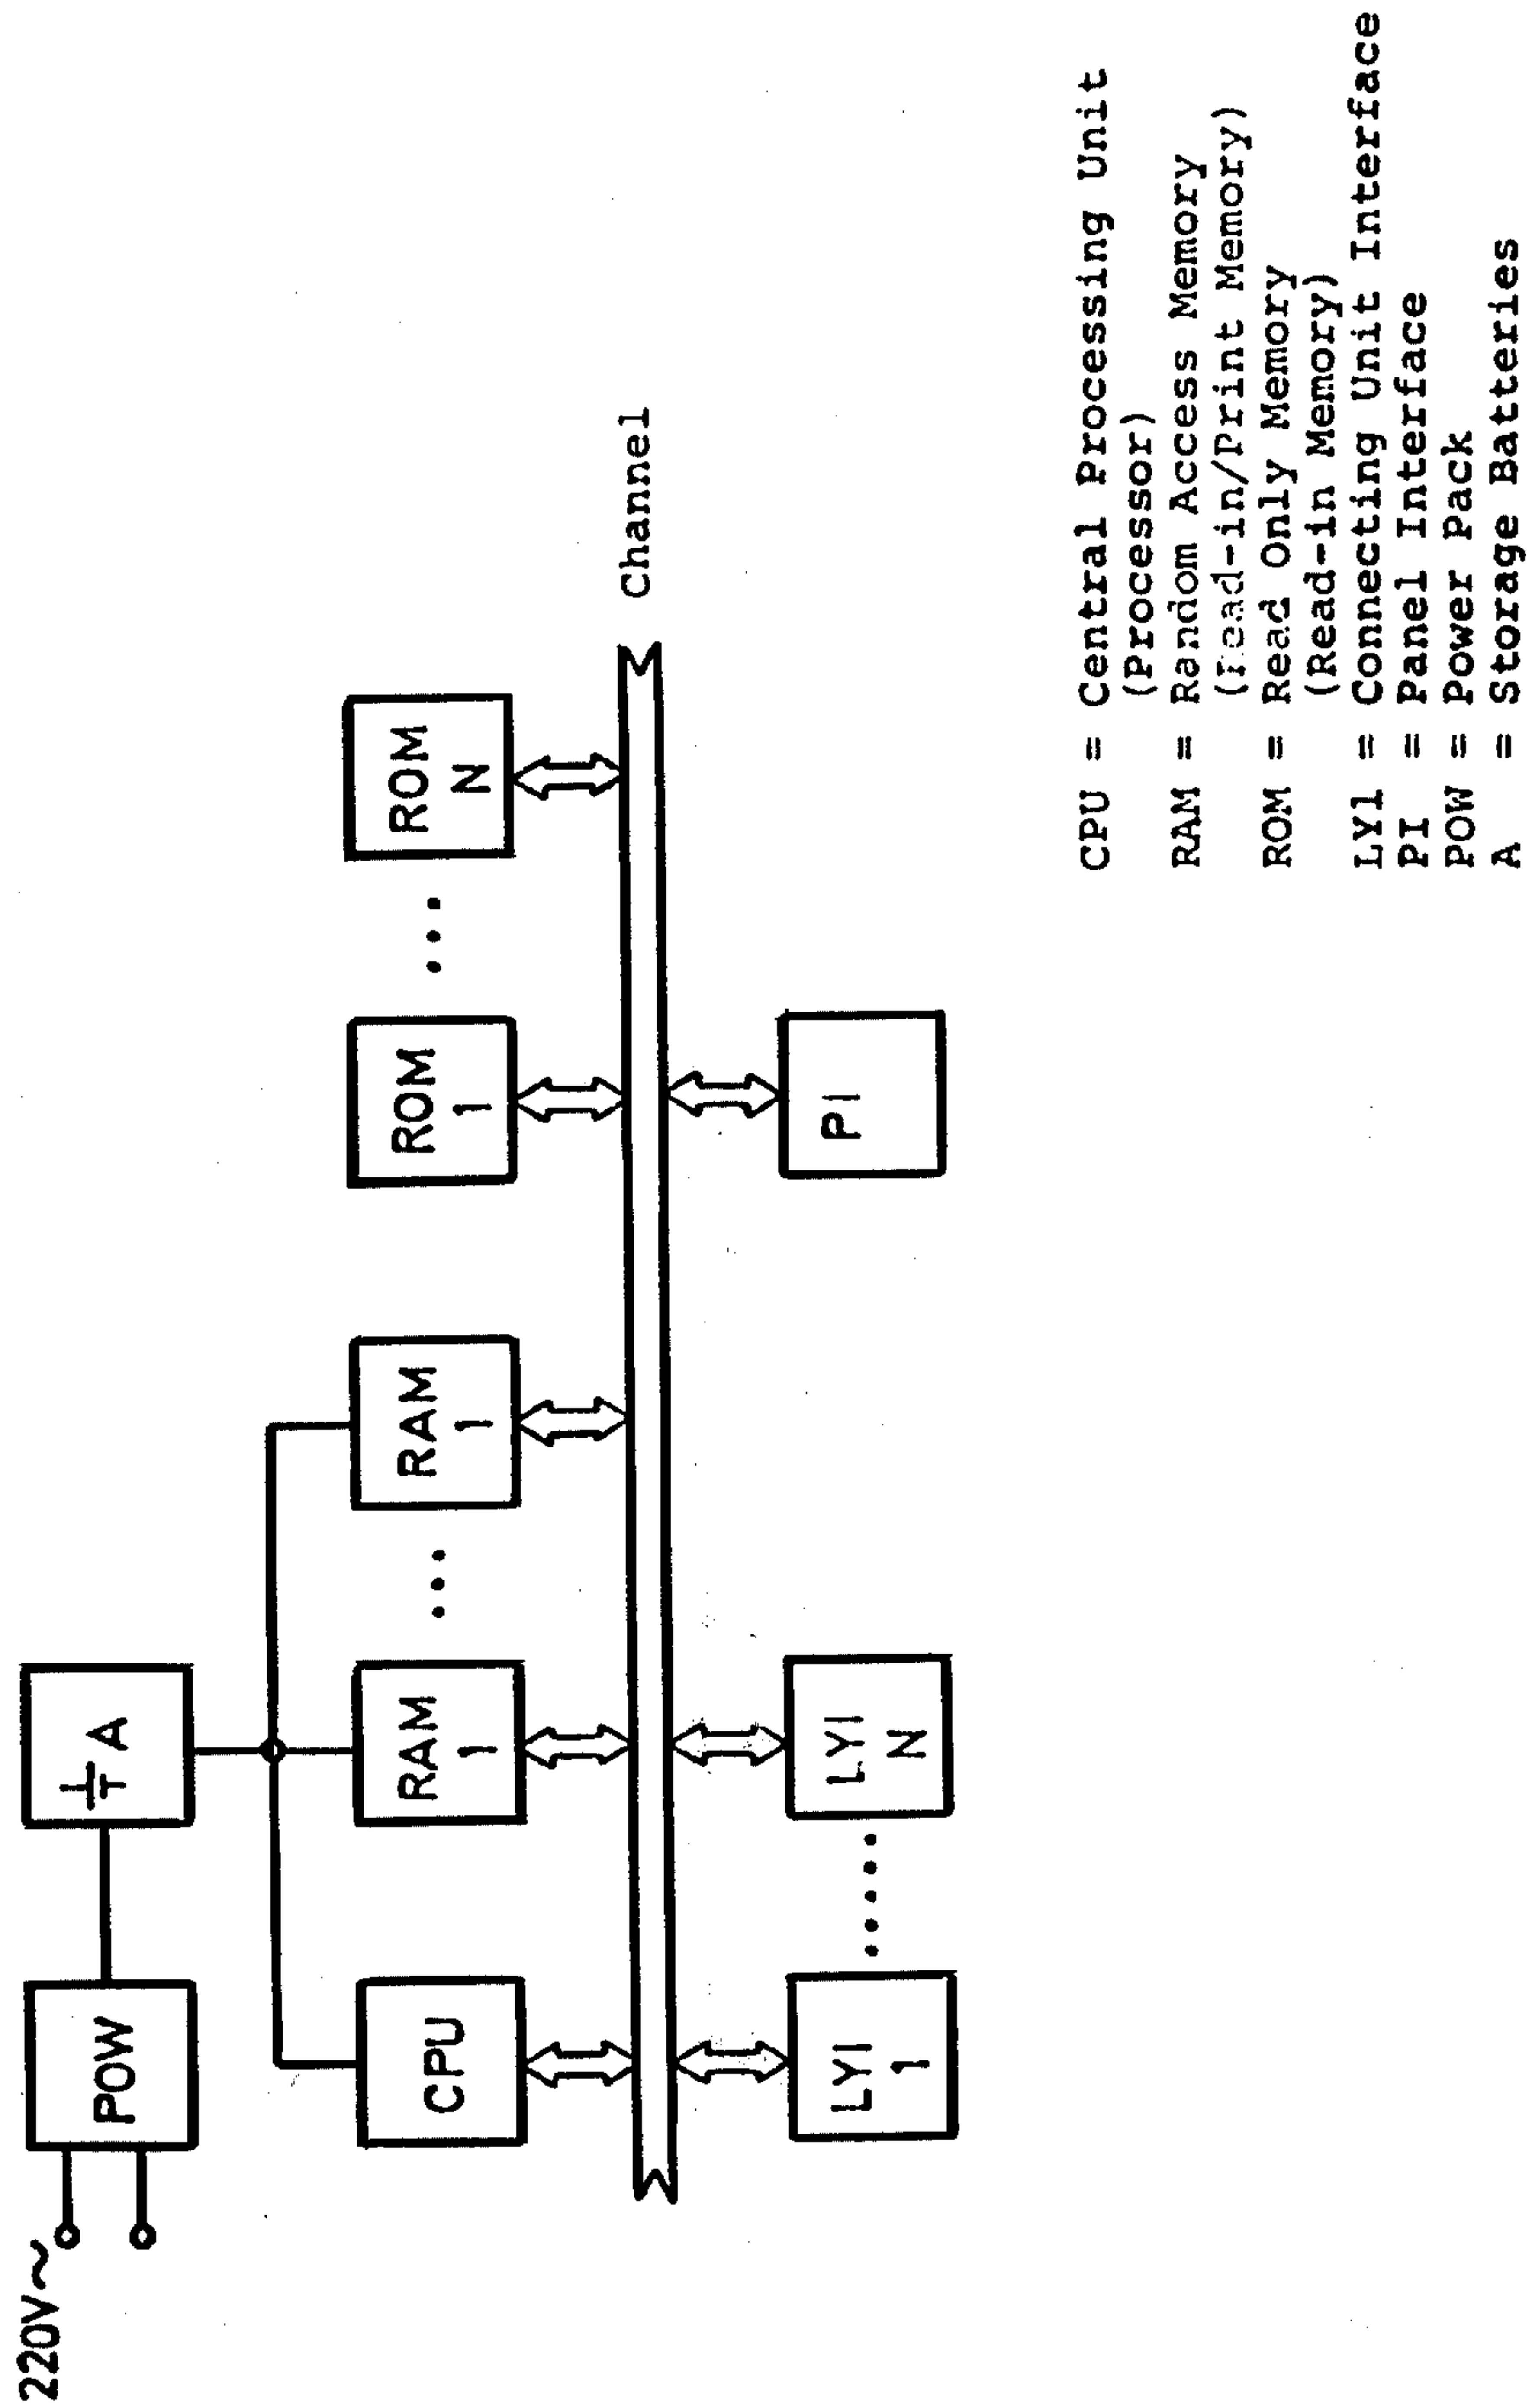 220V~
POW
A
CPU
RAM
1
...
RAM
1
ROM
1
...
ROM
N
Channel
LYI
1
.....
LYI
N
PI
CPU = Central Processing Unit
(Processor)
RAM = Random Access Memory
(Read-in/Print Memory)
ROM = Read Only Memory
(Read-in Memory)
LY1 = Connecting Unit Interface
PI = Panel Interface
POW = Power Pack
A = Storage Batteries